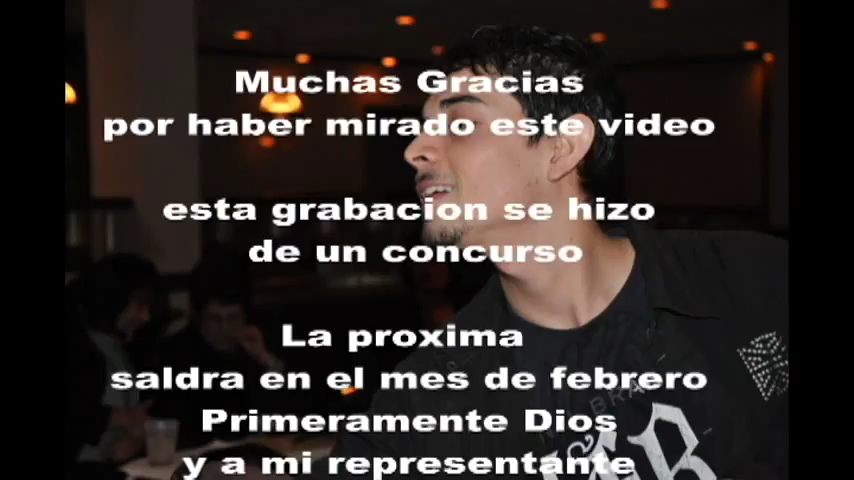 Muchas Gracias
por haber mirado este video
esta grabacion se hizo
de un concurso
La proxima
saldra en el mes de febrero
Primeramente Dios
y a mi representante